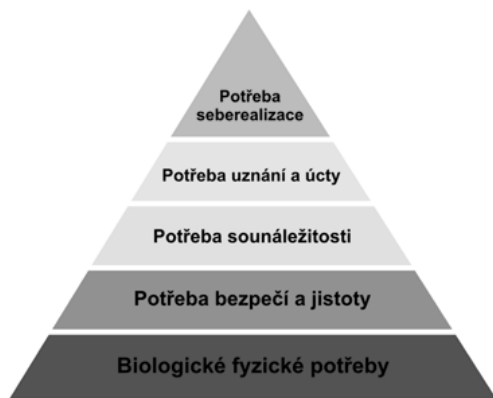 Potřeba
seberealizace
Potřeba uznání a úcty
Potřeba sounáležitosti
Potřeba bezpečí a jistoty
Biologické fyzické potřeby